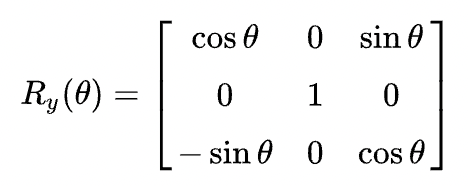 cos θ 0 sin θ
R_y(θ) = [ 0 1 0 ]
− sin θ 0 cos θ